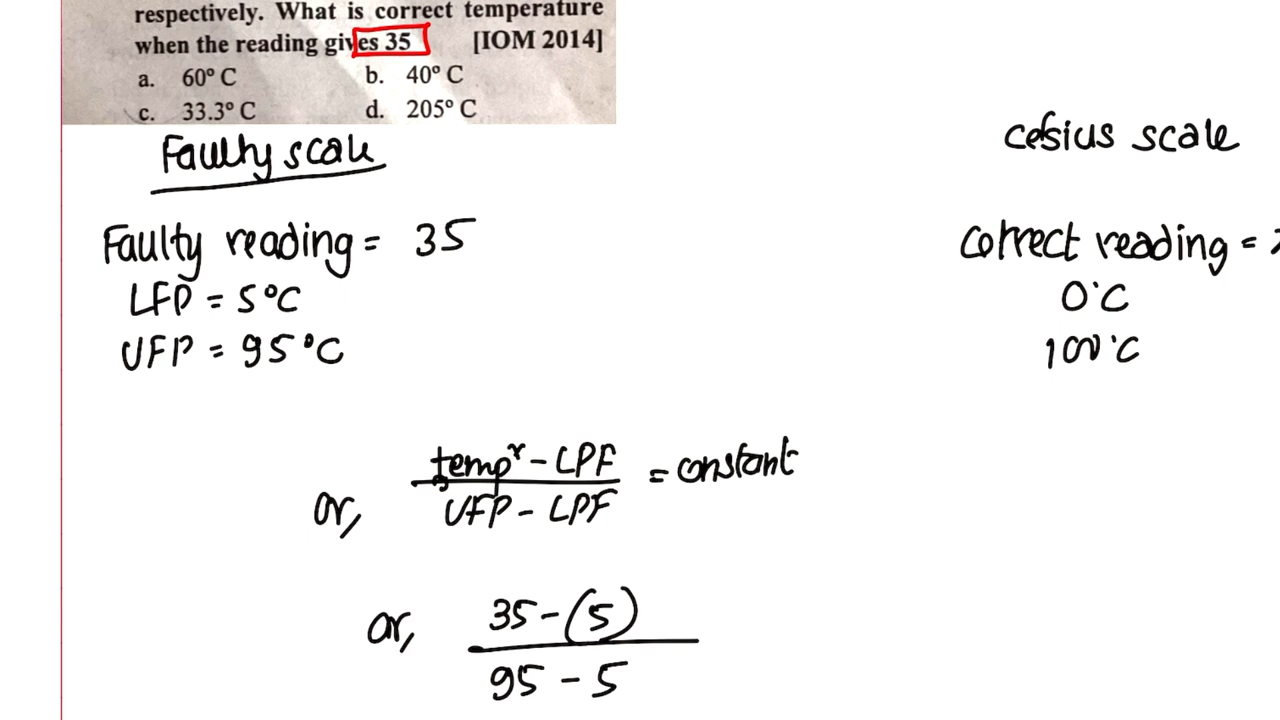 respectively. What is correct temperature
when the reading gives 35 [IOM 2014]
a. 60° C b. 40° C
c. 33.3° C d. 205° C
Faulty scale celsius scale
Faulty reading = 35 correct reading =
LFP = 5°C 0°C
UFP = 95°C 100°C
or, tempr - LPF / UFP - LPF = constant
or, 35 - (5) / 95 - 5